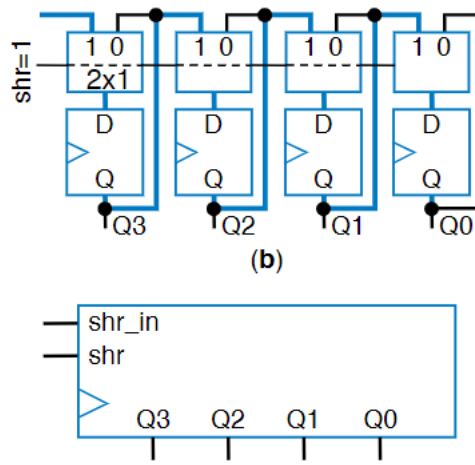 1 0 1 0 1 0 1 0
shr=1
2x1
D D D D
Q Q Q Q
Q3 Q2 Q1 Q0
(b)
shr_in
shr
Q3 Q2 Q1 Q0